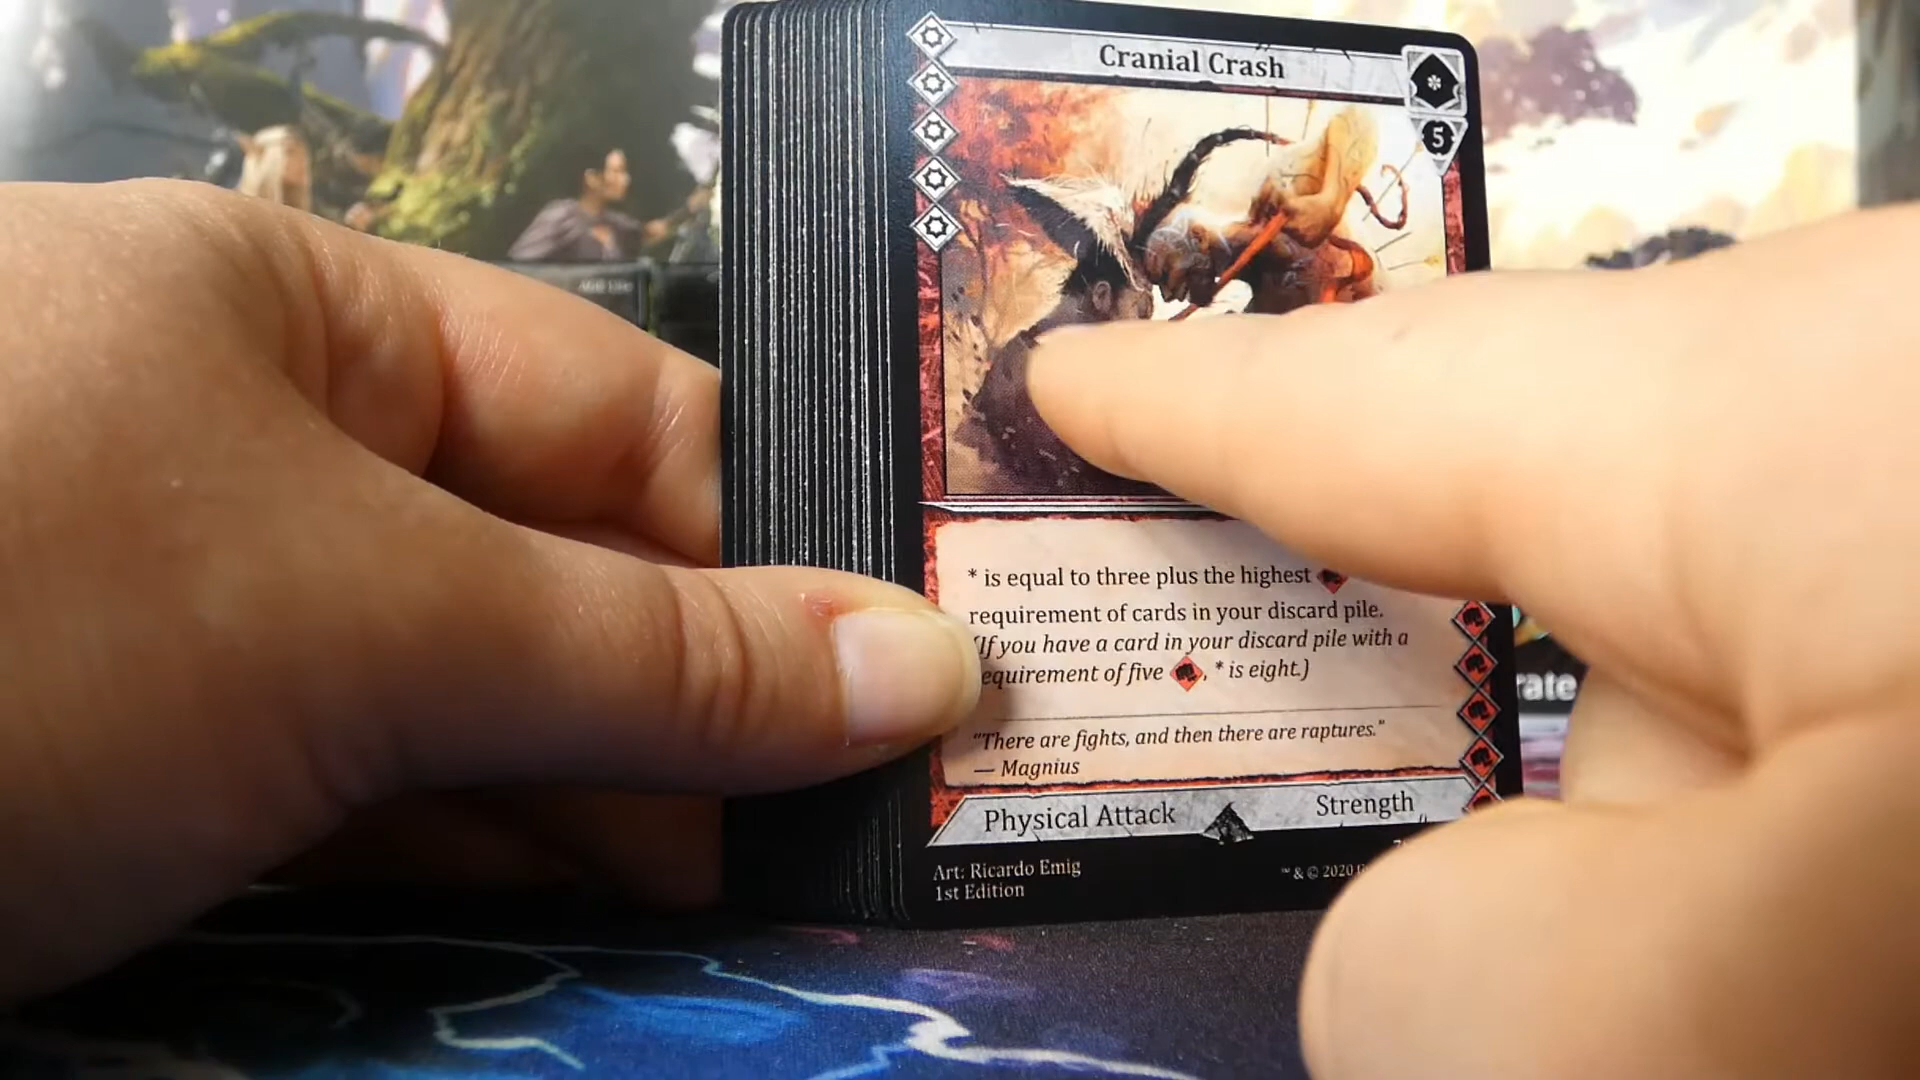 Cranial Crash
*
5
* is equal to three plus the highest
requirement of cards in your discard pile.
(If you have a card in your discard pile with a
equirement of five , * is eight.)
"There are fights, and then there are raptures."
— Magnius
Physical Attack
Strength
Art: Ricardo Emig
1st Edition
™ & © 2020
rate